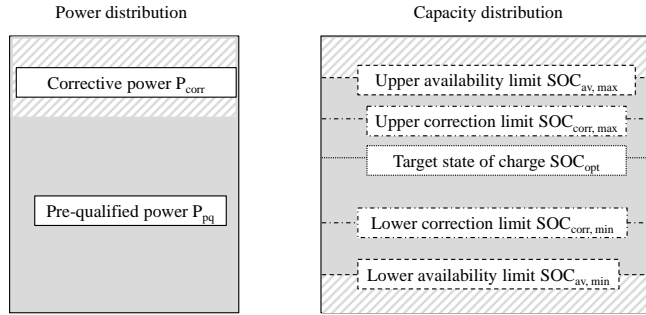 Power distribution
Corrective power P_corr
Pre-qualified power P_pq
Capacity distribution
Upper availability limit SOC_av, max
Upper correction limit SOC_corr, max
Target state of charge SOC_opt
Lower correction limit SOC_corr, min
Lower availability limit SOC_av, min